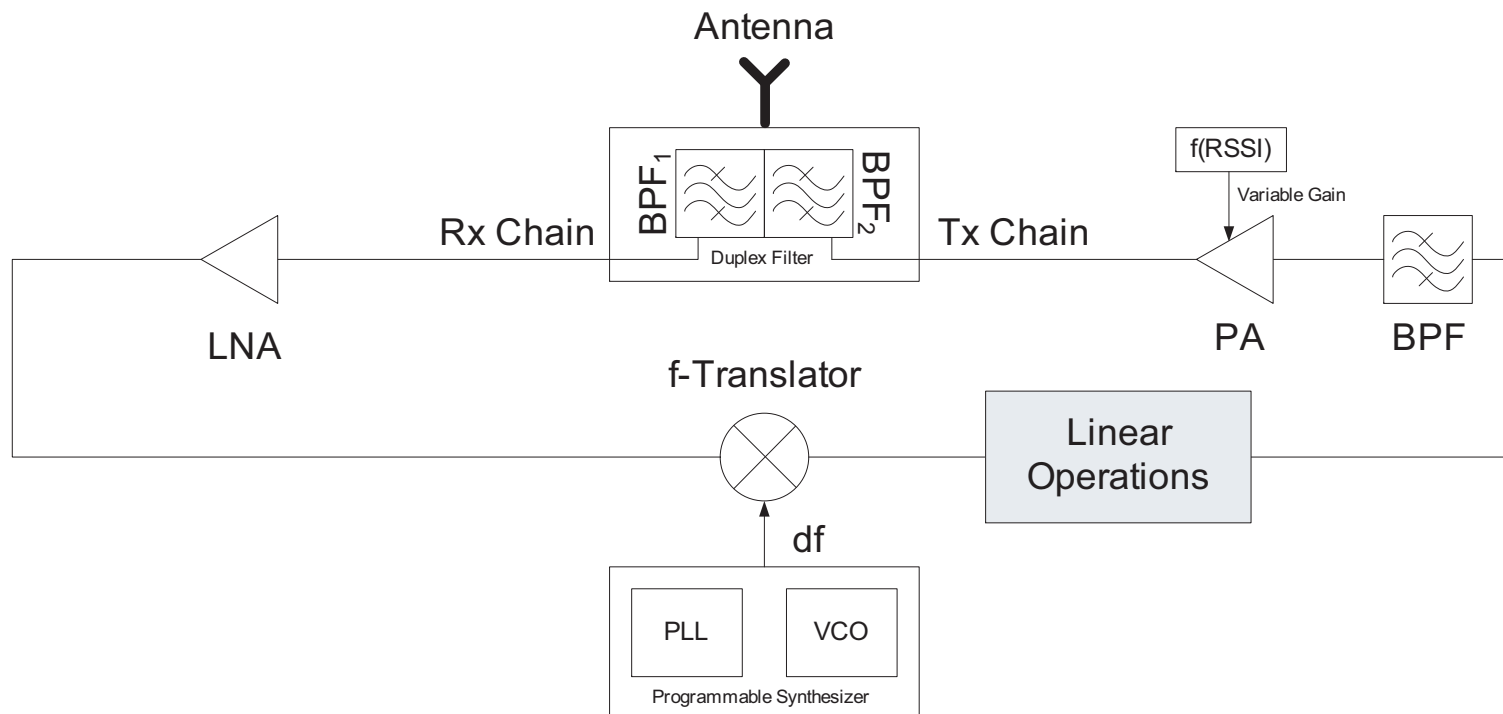 Antenna
f(RSSI)
Variable Gain
BPF1
BPF2
Rx Chain
Duplex Filter
Tx Chain
LNA
PA
BPF
f-Translator
Linear
Operations
df
PLL
VCO
Programmable Synthesizer